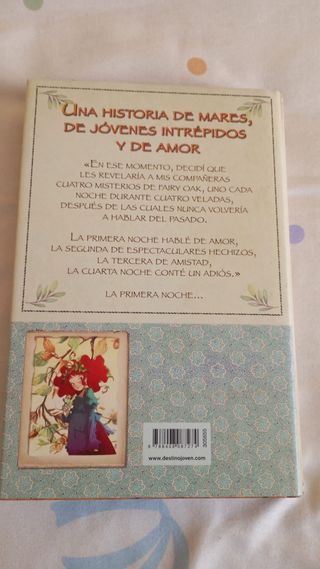 UNA HISTORIA DE MARES,
DE JÓVENES INTRÉPIDOS
Y DE AMOR
«EN ESE MOMENTO, DECIDÍ QUE
LES REVELARÍA A MIS COMPAÑERAS
CUATRO MISTERIOS DE FAIRY OAK, UNO CADA
NOCHE DURANTE CUATRO VELADAS,
DESPUÉS DE LAS CUALES NUNCA VOLVERÍA
A HABLAR DEL PASADO.
LA PRIMERA NOCHE HABLÉ DE AMOR,
LA SEGUNDA DE ESPECTACULARES HECHIZOS,
LA TERCERA DE AMISTAD,
LA CUARTA NOCHE CONTÉ UN ADIÓS.»
LA PRIMERA NOCHE...
www.destinojoven.com